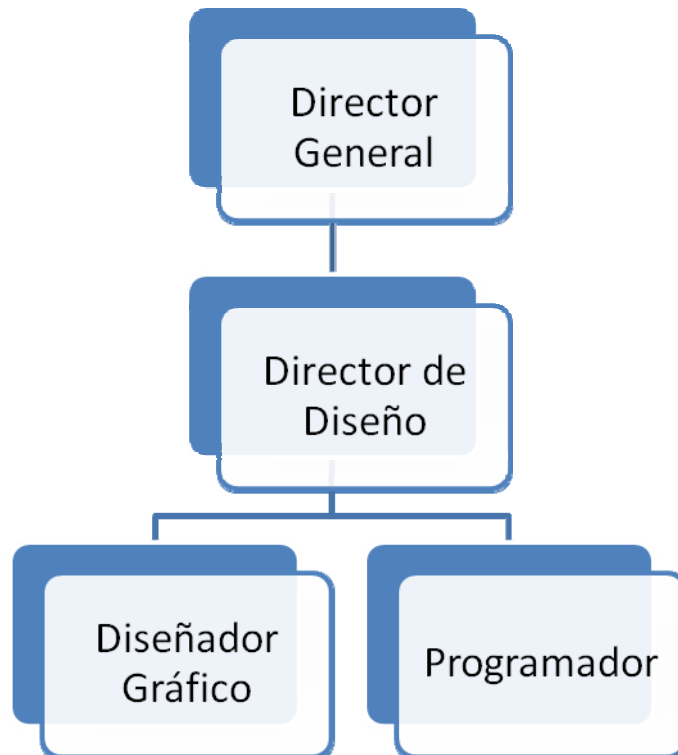 Director
General
Director de
Diseño
Diseñador
Gráfico
Programador